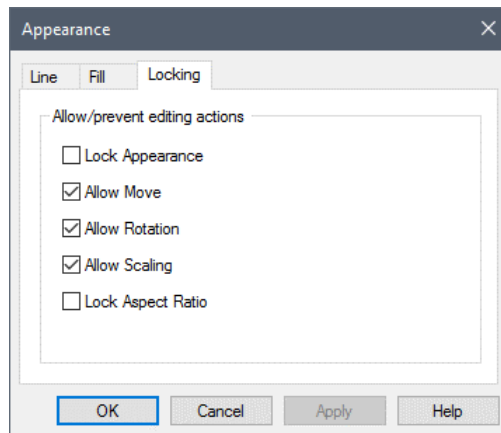 Appearance
Line Fill Locking
Allow/prevent editing actions
Lock Appearance
Allow Move
Allow Rotation
Allow Scaling
Lock Aspect Ratio
OK Cancel Apply Help